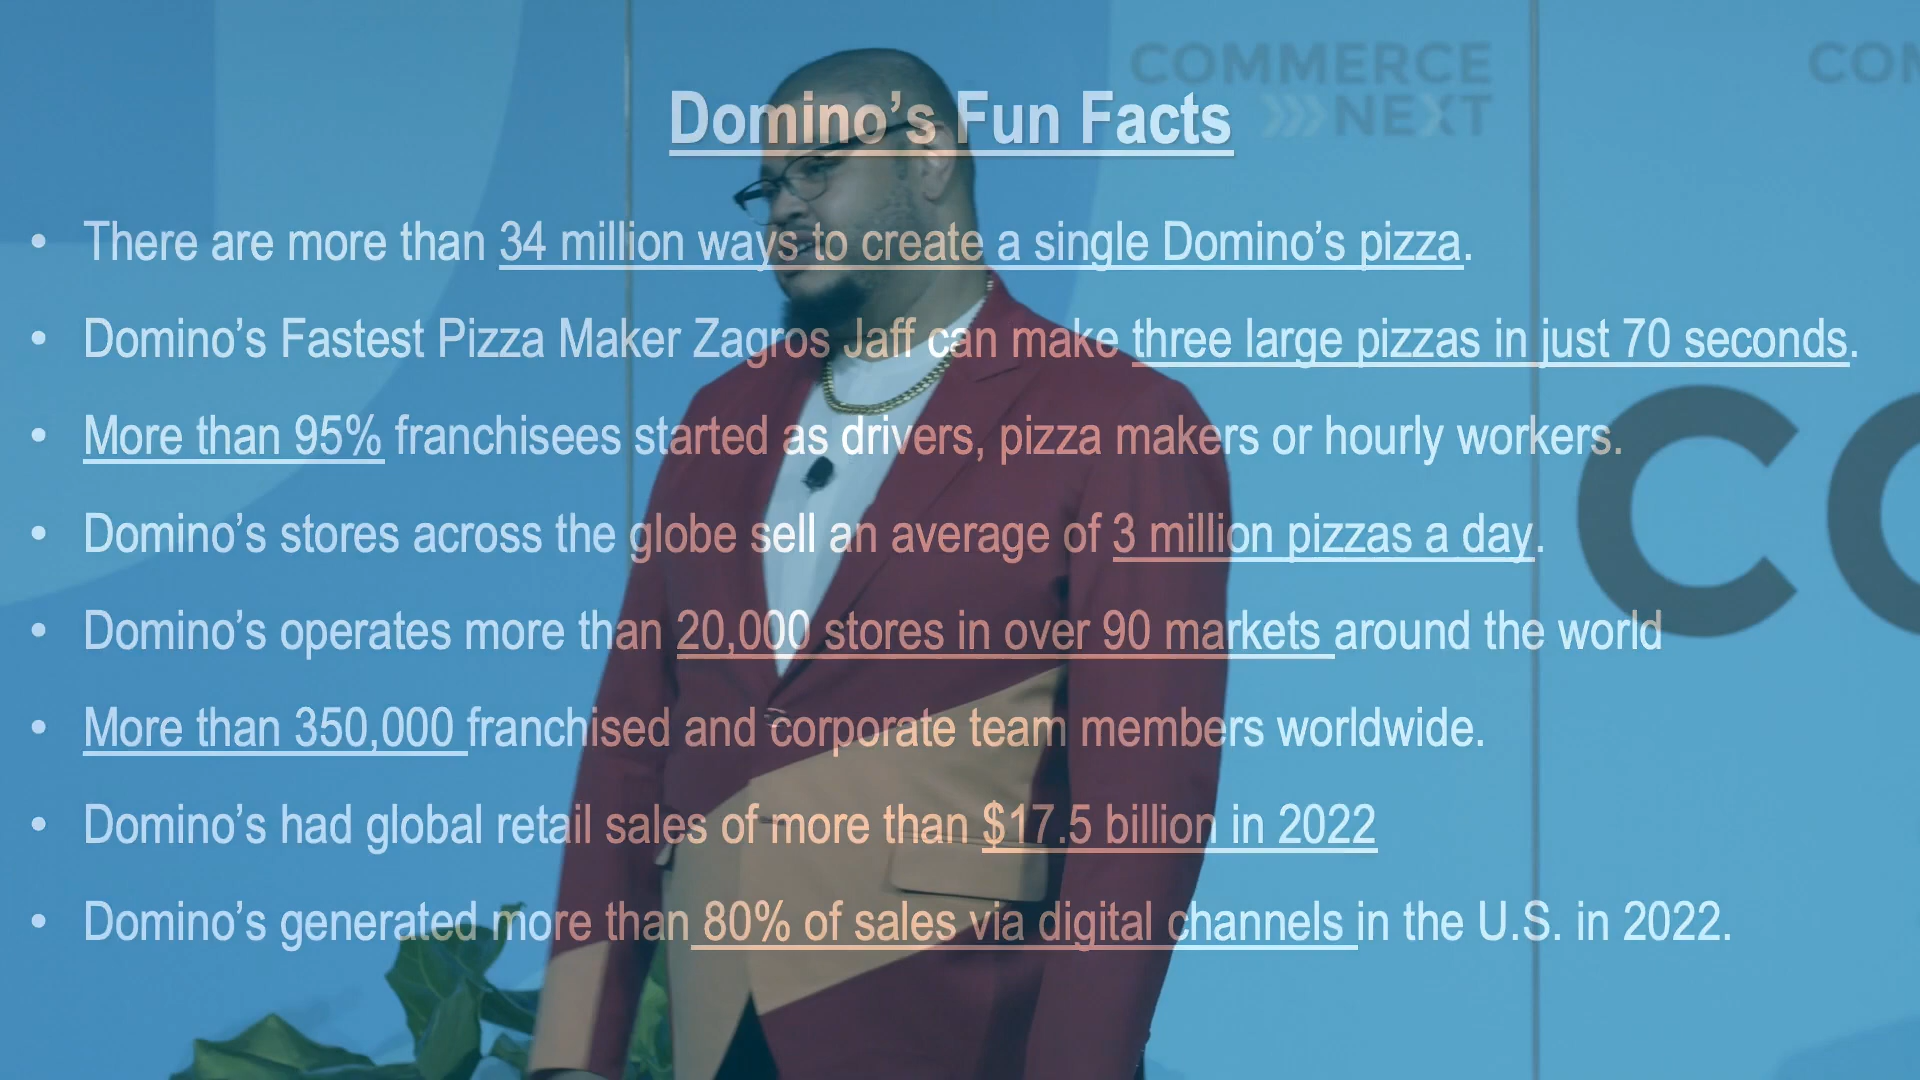 COMMERCE
NEXT
Domino’s Fun Facts
• There are more than 34 million ways to create a single Domino’s pizza.
• Domino’s Fastest Pizza Maker Zagros Jaff can make three large pizzas in just 70 seconds.
• More than 95% franchisees started as drivers, pizza makers or hourly workers.
• Domino’s stores across the globe sell an average of 3 million pizzas a day.
• Domino’s operates more than 20,000 stores in over 90 markets around the world
• More than 350,000 franchised and corporate team members worldwide.
• Domino’s had global retail sales of more than $17.5 billion in 2022
• Domino’s generated more than 80% of sales via digital channels in the U.S. in 2022.